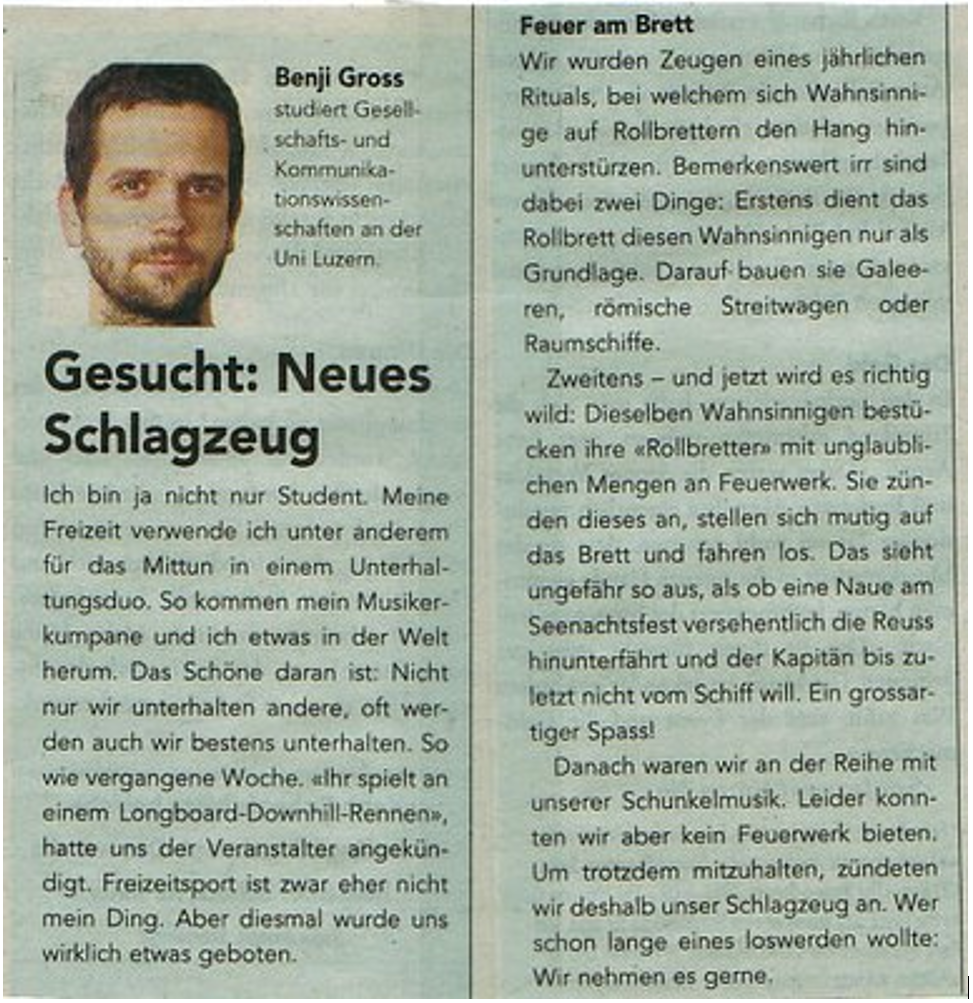 Benji Gross
studiert Gesell-
schafts- und
Kommunika-
tionswissen-
schaften an der
Uni Luzern.
Gesucht: Neues
Schlagzeug
Ich bin ja nicht nur Student. Meine
Freizeit verwende ich unter anderem
für das Mittun in einem Unterhal-
tungsduo. So kommen mein Musiker-
kumpane und ich etwas in der Welt
herum. Das Schöne daran ist: Nicht
nur wir unterhalten andere, oft wer-
den auch wir bestens unterhalten. So
wie vergangene Woche. «Ihr spielt an
einem Longboard-Downhill-Rennen»,
hatte uns der Veranstalter angekün-
digt. Freizeitsport ist zwar eher nicht
mein Ding. Aber diesmal wurde uns
wirklich etwas geboten.
Feuer am Brett
Wir wurden Zeugen eines jährlichen
Rituals, bei welchem sich Wahnsinni-
ge auf Rollbrettern den Hang hin-
unterstürzen. Bemerkenswert irr sind
dabei zwei Dinge: Erstens dient das
Rollbrett diesen Wahnsinnigen nur als
Grundlage. Darauf bauen sie Galee-
ren, römische Streitwagen oder
Raumschiffe.
Zweitens – und jetzt wird es richtig
wild: Dieselben Wahnsinnigen bestü-
cken ihre «Rollbretter» mit unglaubli-
chen Mengen an Feuerwerk. Sie zün-
den dieses an, stellen sich mutig auf
das Brett und fahren los. Das sieht
ungefähr so aus, als ob eine Naue am
Seenachtsfest versehentlich die Reuss
hinunterfährt und der Kapitän bis zu-
letzt nicht vom Schiff will. Ein grossar-
tiger Spass!
Danach waren wir an der Reihe mit
unserer Schunkelmusik. Leider konn-
ten wir aber kein Feuerwerk bieten.
Um trotzdem mitzuhalten, zündeten
wir deshalb unser Schlagzeug an. Wer
schon lange eines loswerden wollte:
Wir nehmen es gerne.